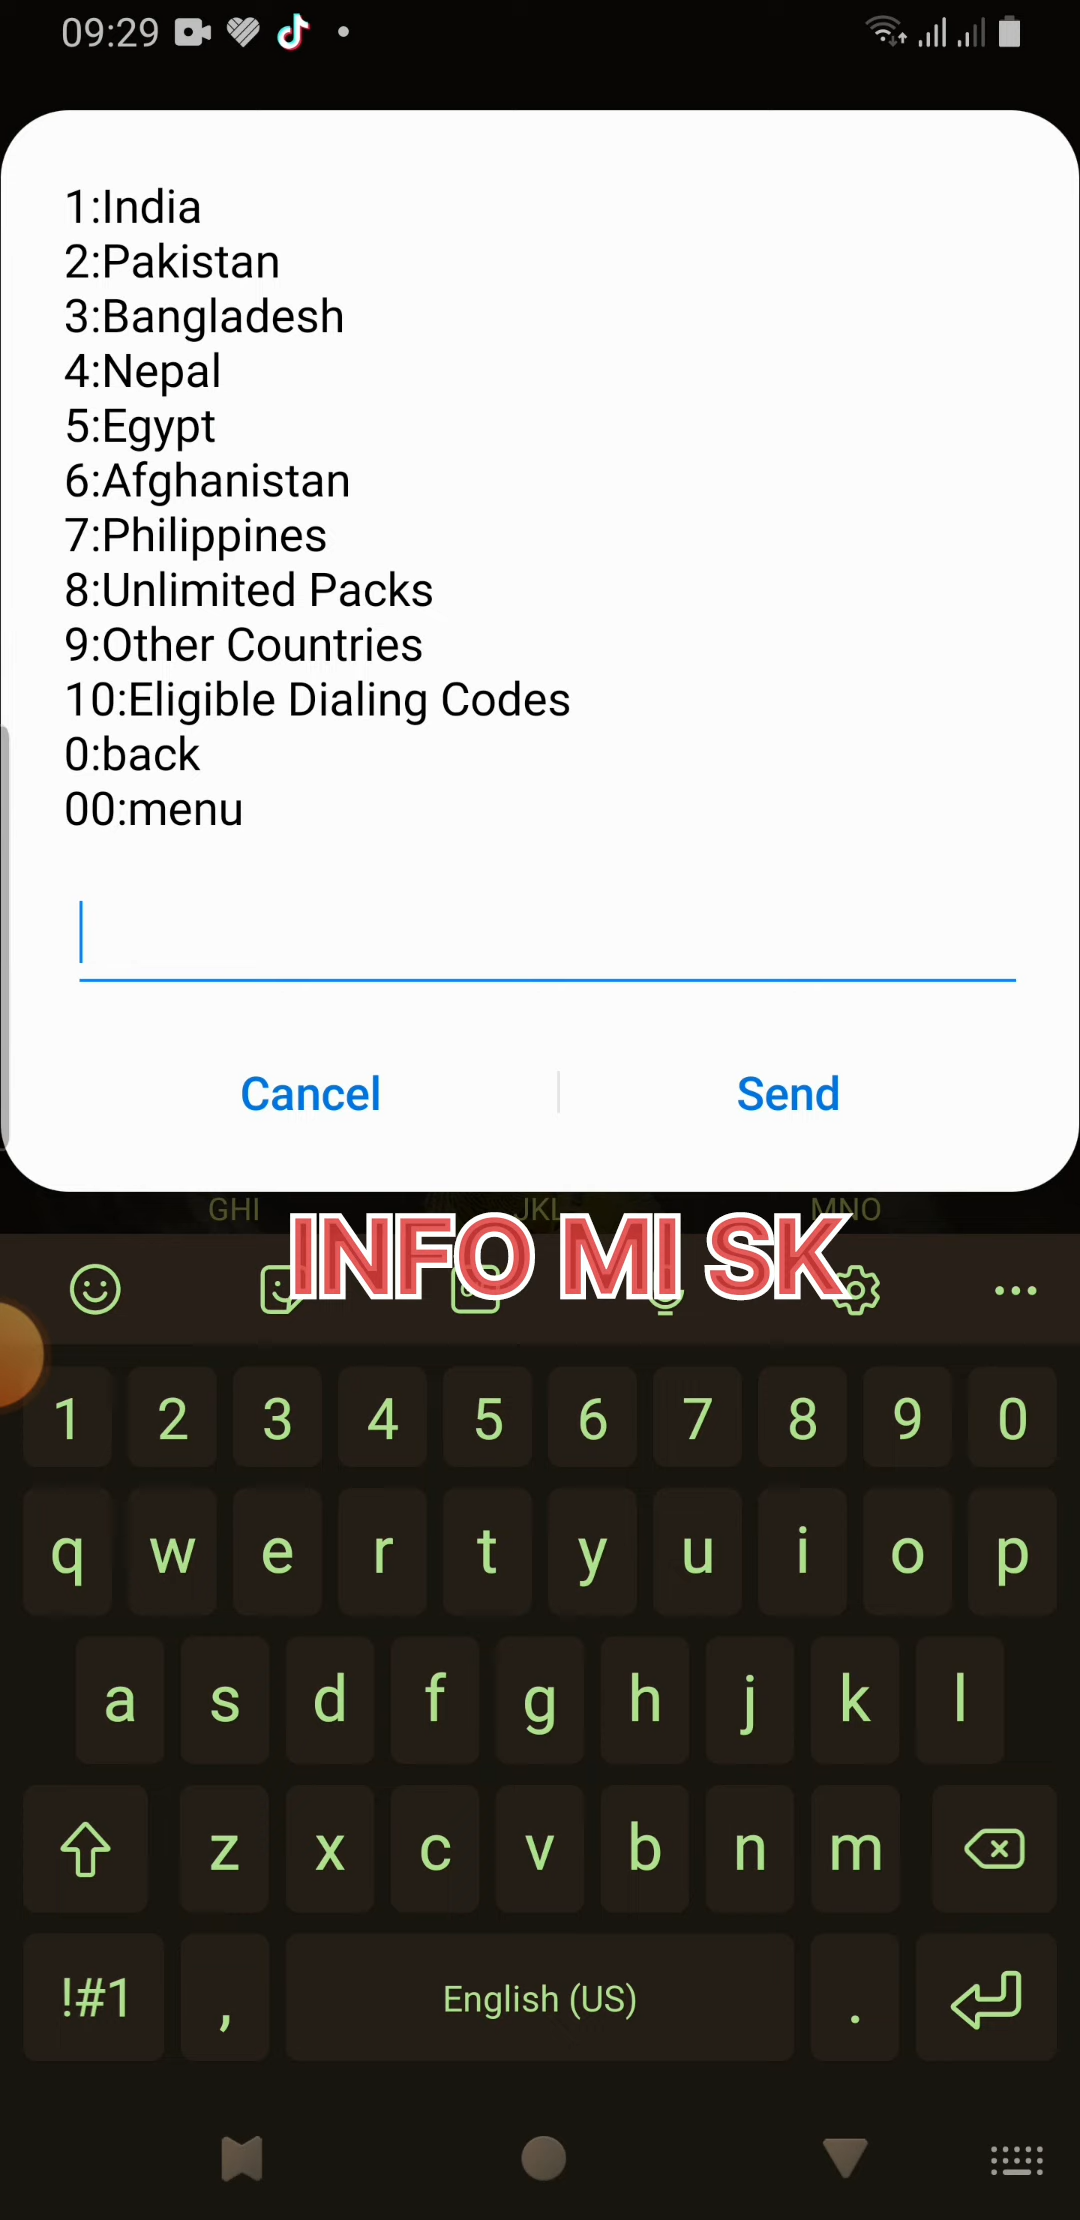 09:29
1:India
2:Pakistan
3:Bangladesh
4:Nepal
5:Egypt
6:Afghanistan
7:Philippines
8:Unlimited Packs
9:Other Countries
10:Eligible Dialing Codes
0:back
00:menu
Cancel Send
GHI JKL MNO
INFO MI SK
1 2 3 4 5 6 7 8 9 0
q w e r t y u i o p
a s d f g h j k l
z x c v b n m
!#1 , English (US) .